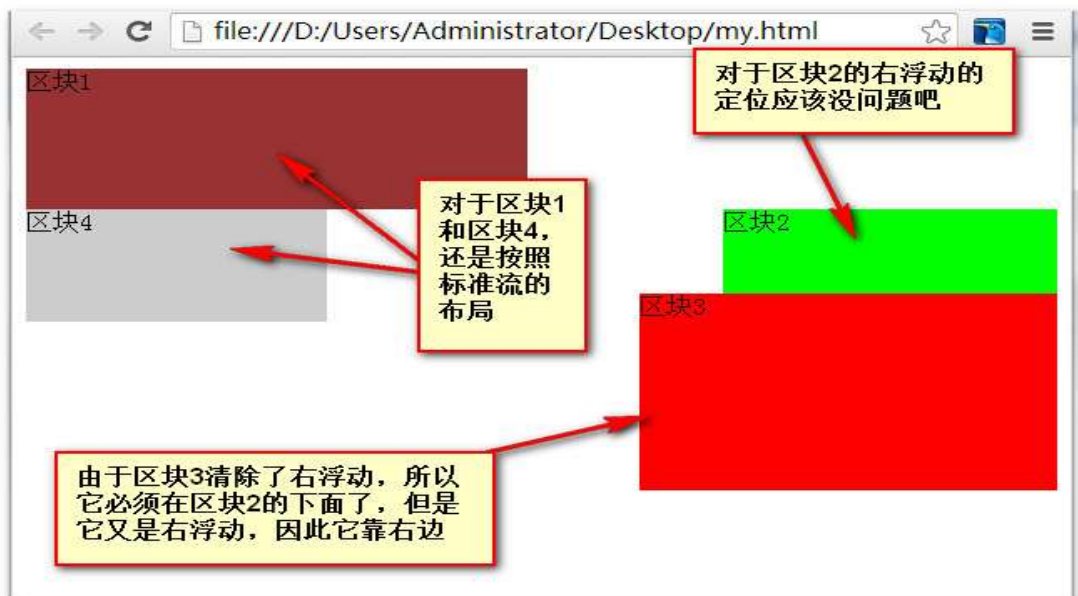 file:///D:/Users/Administrator/Desktop/my.html
对于区块2的右浮动的
定位应该没问题吧
区块1
对于区块1
和区块4，
还是按照
标准流的
布局
区块4
区块2
区块3
由于区块3清除了右浮动，所以
它必须在区块2的下面了，但是
它又是右浮动，因此它靠右边